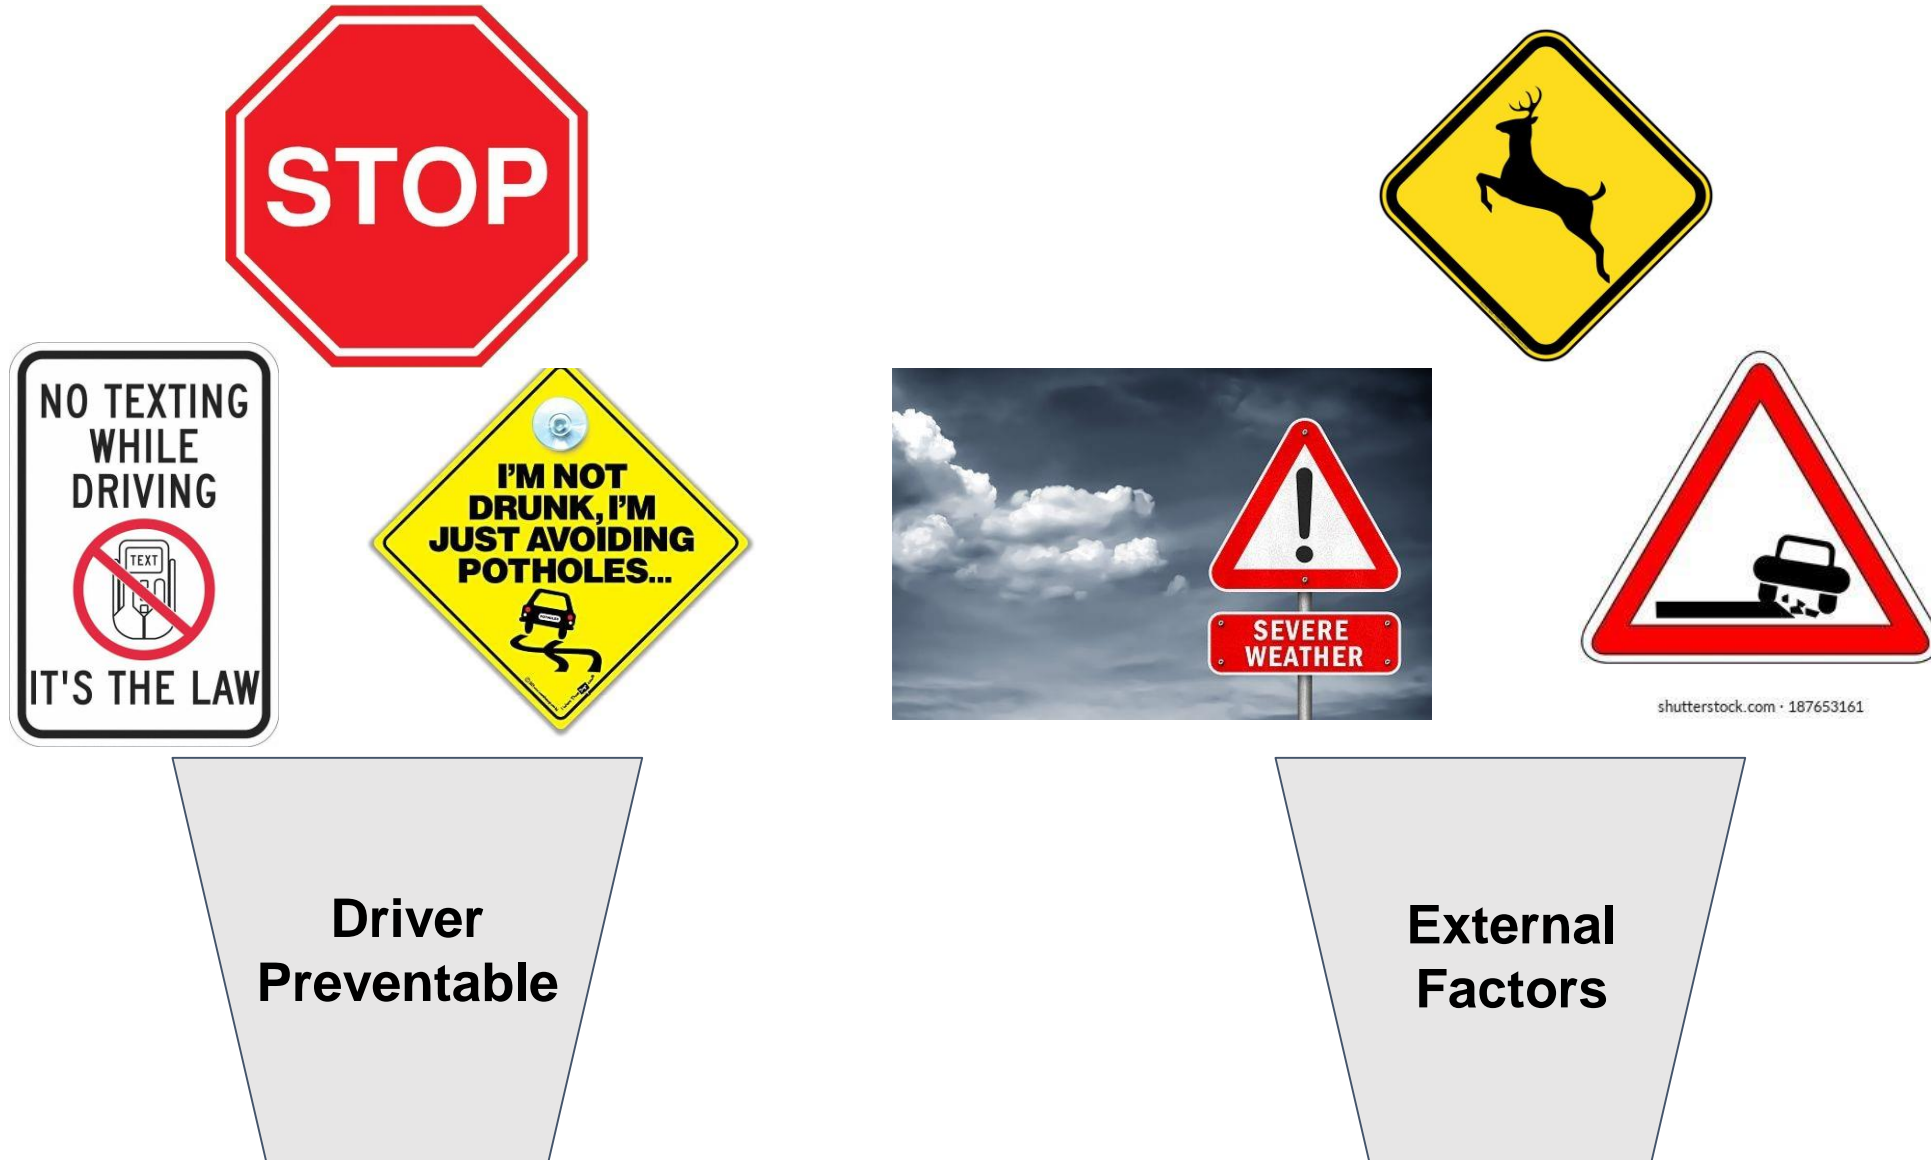 STOP
NO TEXTING
WHILE
DRIVING
TEXT
IT'S THE LAW
I'M NOT
DRUNK, I'M
JUST AVOIDING
POTHOLES...
SEVERE
WEATHER
shutterstock.com · 187653161
Driver
Preventable
External
Factors